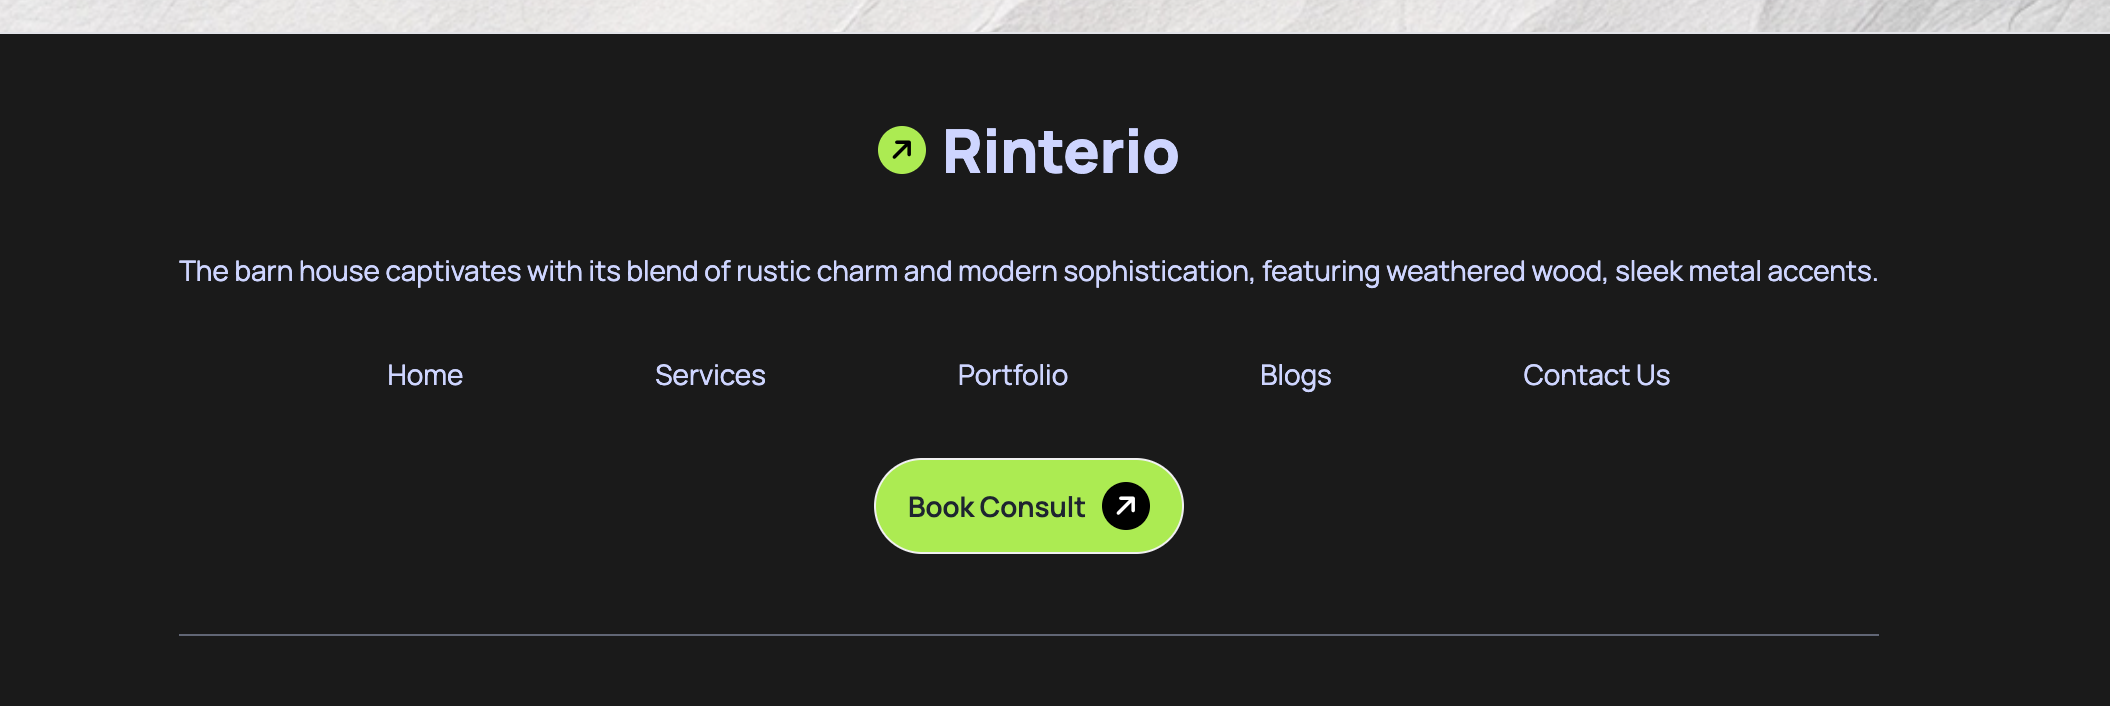 Rinterio
The barn house captivates with its blend of rustic charm and modern sophistication, featuring weathered wood, sleek metal accents.
Home Services Portfolio Blogs Contact Us
Book Consult